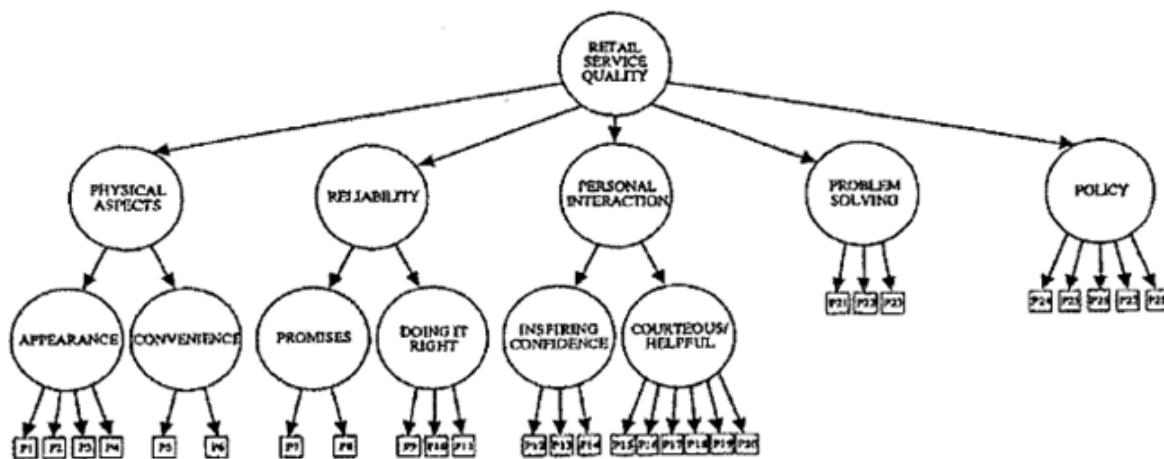 RETAIL
SERVICE
QUALITY
PHYSICAL
ASPECTS
RELIABILITY
PERSONAL
INTERACTION
PROBLEM
SOLVING
POLICY
P21 P22 P23
P24 P25 P26 P27 P28
APPEARANCE
CONVENIENCE
PROMISES
DOING IT
RIGHT
INSPIRING
CONFIDENCE
COURTEOUS/
HELPFUL
P1 P2 P3 P4 P5 P6 P7 P8 P9 P10 P11 P12 P13 P14 P15 P16 P17 P18 P19 P20